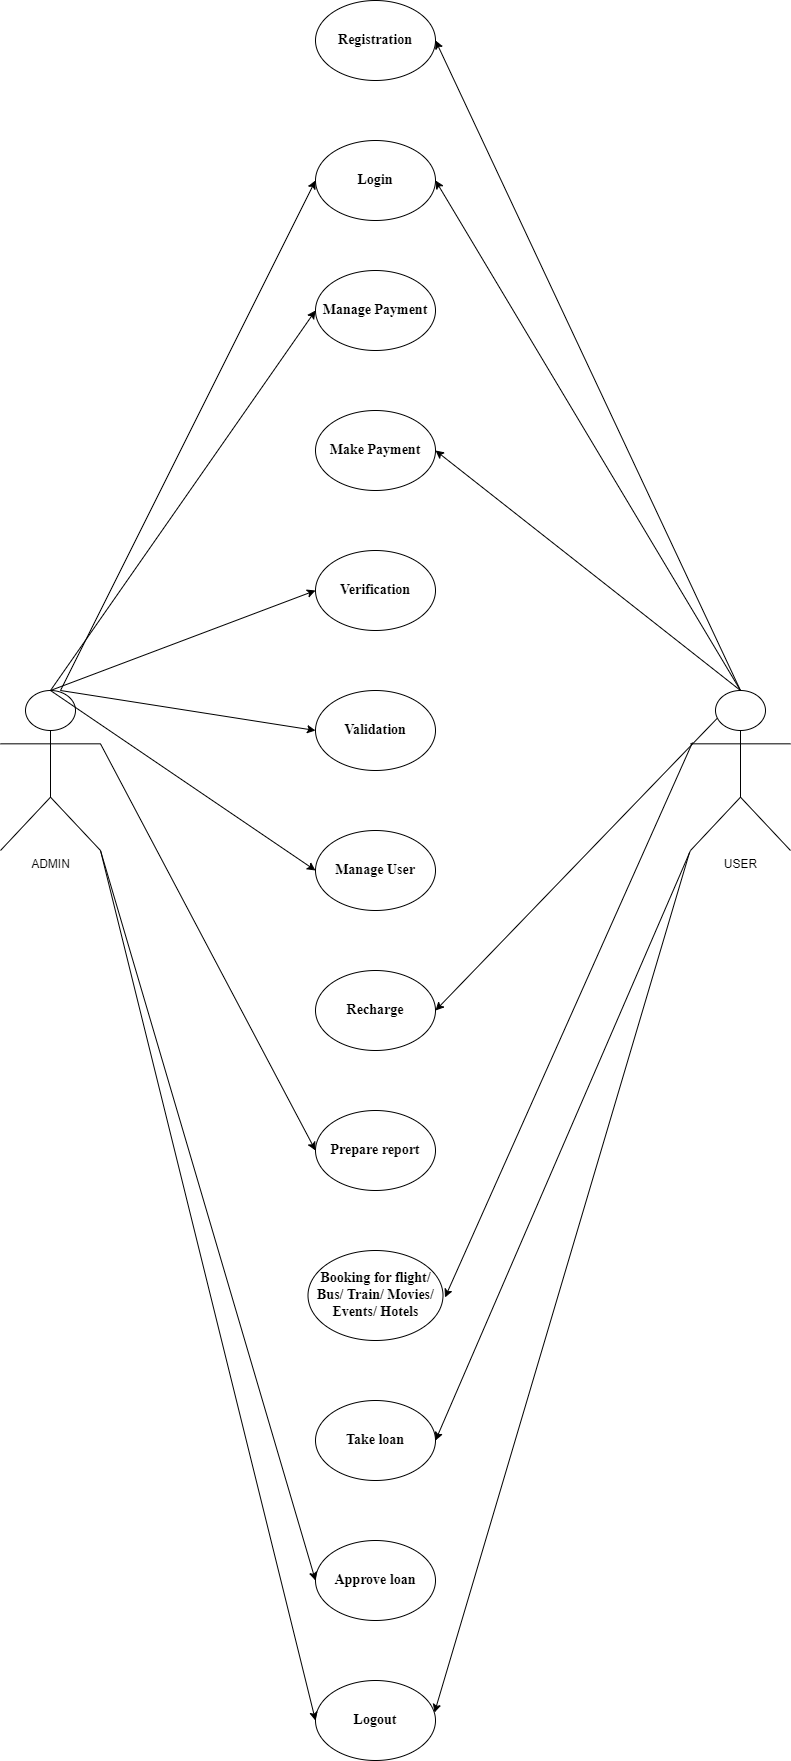 Registration
Login
Manage Payment
Make Payment
Verification
Validation
ADMIN
USER
Manage User
Recharge
Prepare report
Booking for flight/
Bus/ Train/ Movies/
Events/ Hotels
Take loan
Approve loan
Logout